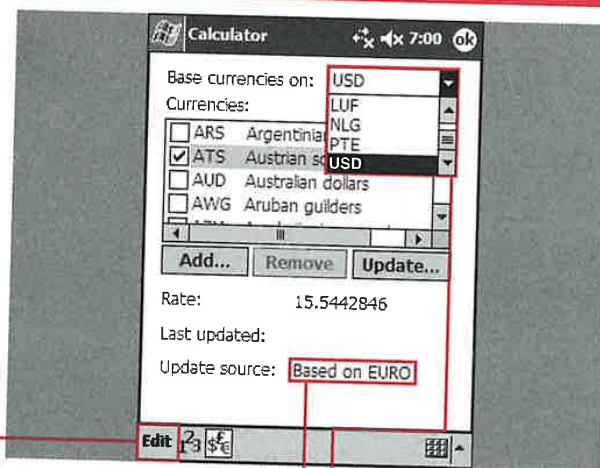 Calculator 7:00 ok
Base currencies on: USD
LUF
NLG
PTE
USD
Currencies:
ARS Argentinia
ATS Austrian s
AUD Australian dollars
AWG Aruban guilders
Add... Remove Update...
Rate: 15.5442846
Last updated:
Update source: Based on EURO
Edit 123 $£€